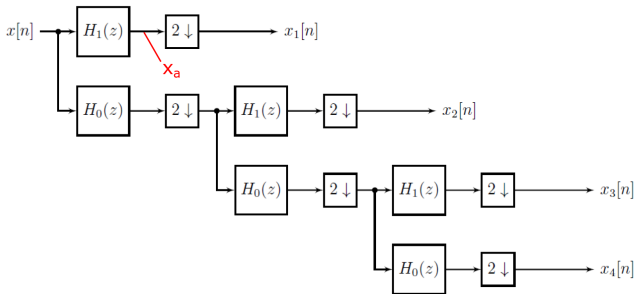 x[n] H₁(z) 2↓ x₁[n]
xₐ
H₀(z) 2↓ H₁(z) 2↓ x₂[n]
H₀(z) 2↓ H₁(z) 2↓ x₃[n]
H₀(z) 2↓ x₄[n]